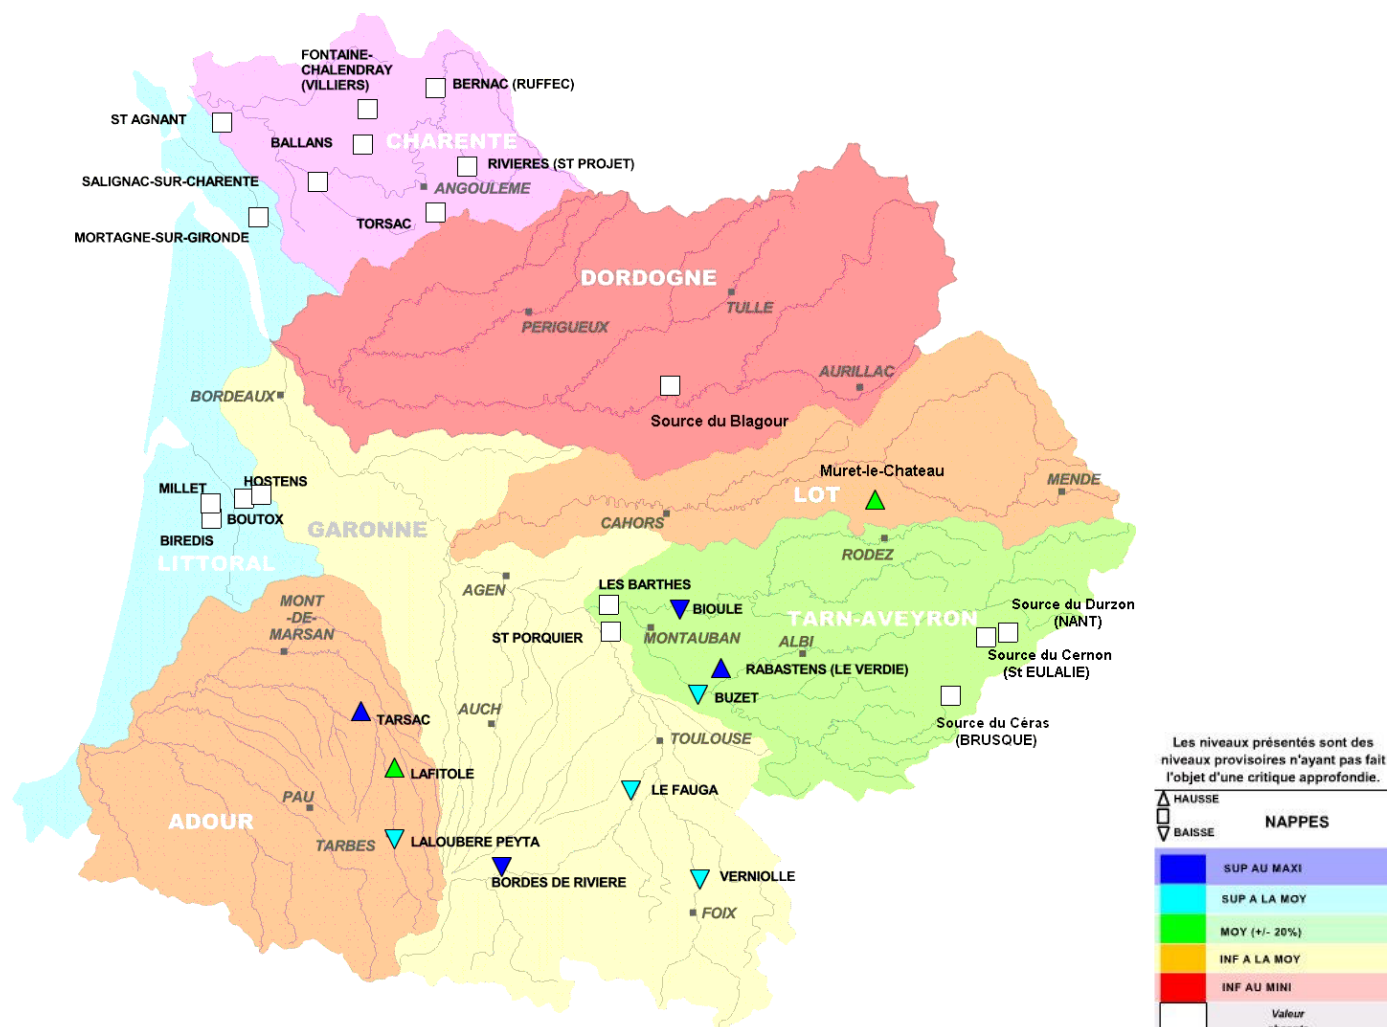 FONTAINE-
CHALENDRAY
(VILLIERS)
BERNAC (RUFFEC)
ST AGNANT
BALLANS
CHARENTE
RIVIERES (ST PROJET)
SALIGNAC-SUR-CHARENTE
ANGOULEME
TORSAC
MORTAGNE-SUR-GIRONDE
DORDOGNE
TULLE
PERIGUEUX
AURILLAC
BORDEAUX
Source du Blagour
Muret-le-Chateau
MENDE
MILLET
HOSTENS
LOT
BOUTOX
CAHORS
GARONNE
BIREDIS
RODEZ
LITTORAL
AGEN
LES BARTHES
BIOULE
MONT
-DE-
MARSAN
Source du Durzon
(NANT)
TARN-AVEYRON
ST PORQUIER
MONTAUBAN
ALBI
Source du Cernon
(St EULALIE)
RABASTENS (LE VERDIE)
BUZET
TARSAC
AUCH
Source du Céras
(BRUSQUE)
TOULOUSE
LAFITOLE
LE FAUGA
PAU
ADOUR
TARBES
LALOUBERE PEYTA
BORDES DE RIVIERE
VERNIOLLE
FOIX
Les niveaux présentés sont des
niveaux provisoires n'ayant pas fait
l'objet d'une critique approfondie.
HAUSSE
NAPPES
BAISSE
SUP AU MAXI
SUP A LA MOY
MOY (+/- 20%)
INF A LA MOY
INF AU MINI
Valeur